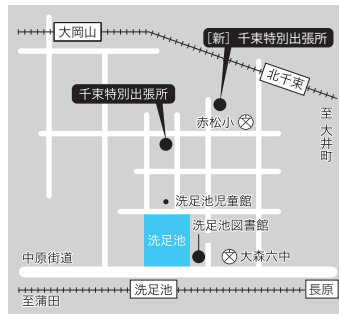 大岡山
[新] 千束特別出張所
北千束
千束特別出張所
赤松小
至 大井町
洗足池児童館
洗足池図書館
洗足池
中原街道
大森六中
至蒲田
洗足池
長原